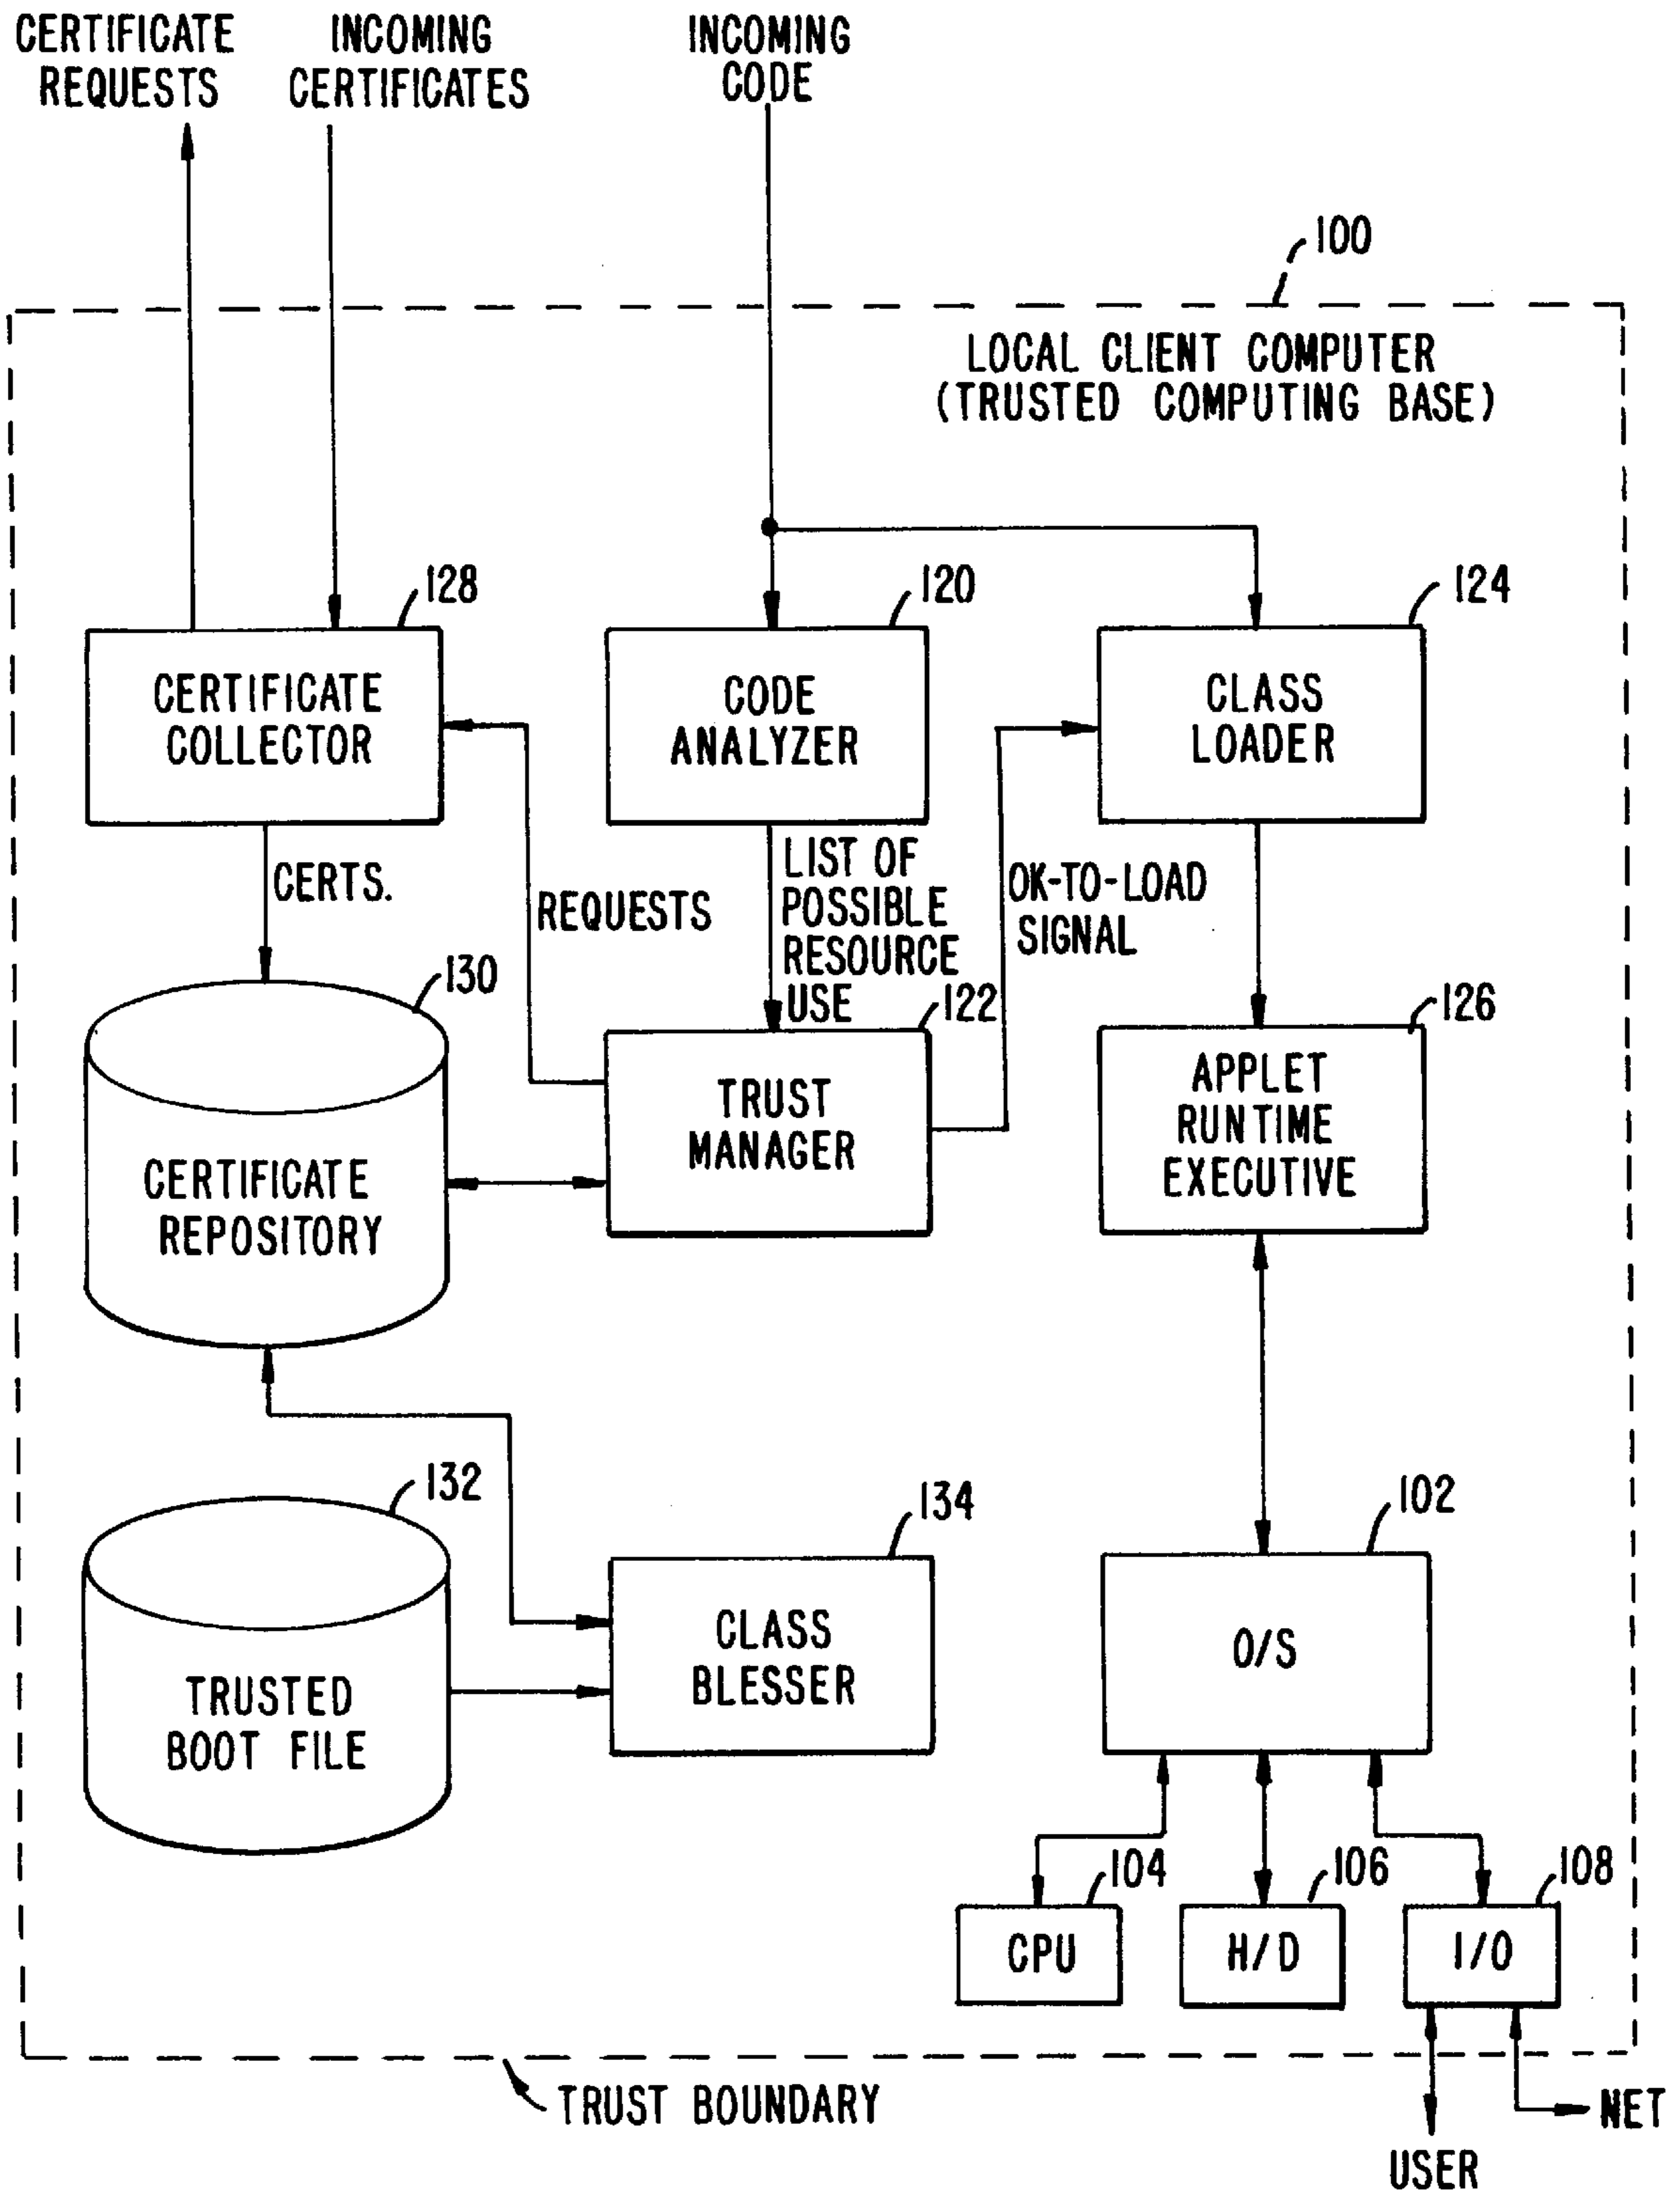 CERTIFICATE
REQUESTS
INCOMING
CERTIFICATES
INCOMING
CODE
100
LOCAL CLIENT COMPUTER
(TRUSTED COMPUTING BASE)
128
CERTIFICATE
COLLECTOR
120
CODE
ANALYZER
124
CLASS
LOADER
CERTS.
REQUESTS
LIST OF
POSSIBLE
RESOURCE
USE
OK-TO-LOAD
SIGNAL
130
CERTIFICATE
REPOSITORY
122
TRUST
MANAGER
126
APPLET
RUNTIME
EXECUTIVE
132
TRUSTED
BOOT FILE
134
CLASS
BLESSER
102
O/S
104
CPU
106
H/D
108
I/O
TRUST BOUNDARY
NET
USER